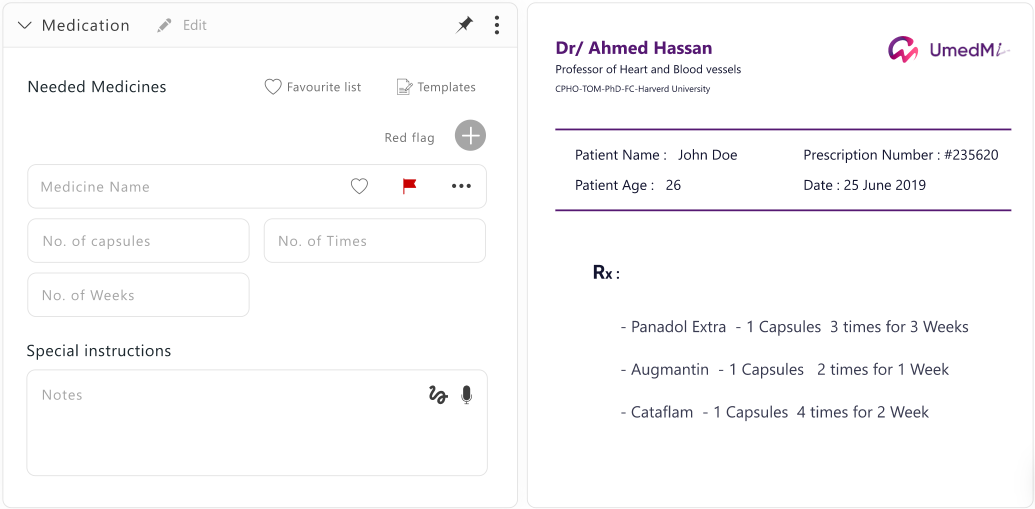 Medication Edit
Needed Medicines Favourite list Templates
Red flag
Medicine Name
No. of capsules No. of Times
No. of Weeks
Special instructions
Notes
Dr/ Ahmed Hassan
Professor of Heart and Blood vessels
CPHO-TOM-PhD-FC-Harverd University
UmedMi
Patient Name : John Doe Prescription Number : #235620
Patient Age : 26 Date : 25 June 2019
Rx :
- Panadol Extra - 1 Capsules 3 times for 3 Weeks
- Augmantin - 1 Capsules 2 times for 1 Week
- Cataflam - 1 Capsules 4 times for 2 Week